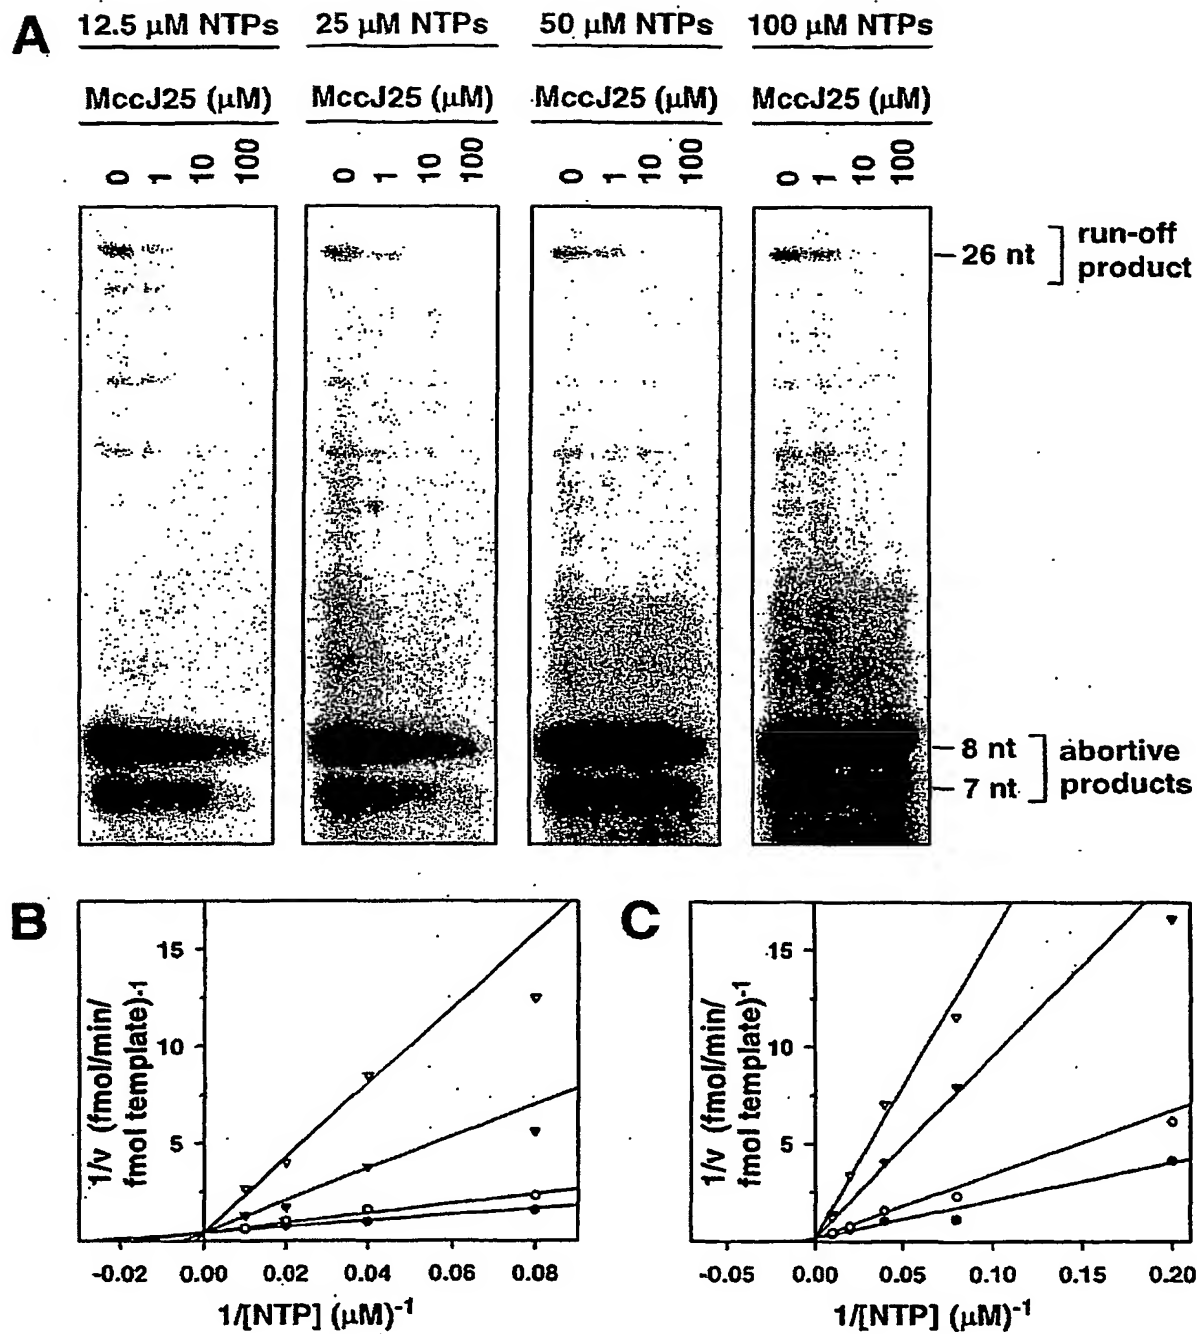 A
12.5 µM NTPs 25 µM NTPs 50 µM NTPs 100 µM NTPs
MccJ25 (µM) MccJ25 (µM) MccJ25 (µM) MccJ25 (µM)
0 1 10 100 0 1 10 100 0 1 10 100 0 1 10 100
26 nt run-off
product
8 nt abortive
7 nt products
B
1/v (fmol/min/
fmol template)-1
15
10
5
-0.02 0.00 0.02 0.04 0.06 0.08
1/[NTP] (µM)-1
C
1/v (fmol/min/
fmol template)-1
15
10
5
-0.05 0.00 0.05 0.10 0.15 0.20
1/[NTP] (µM)-1